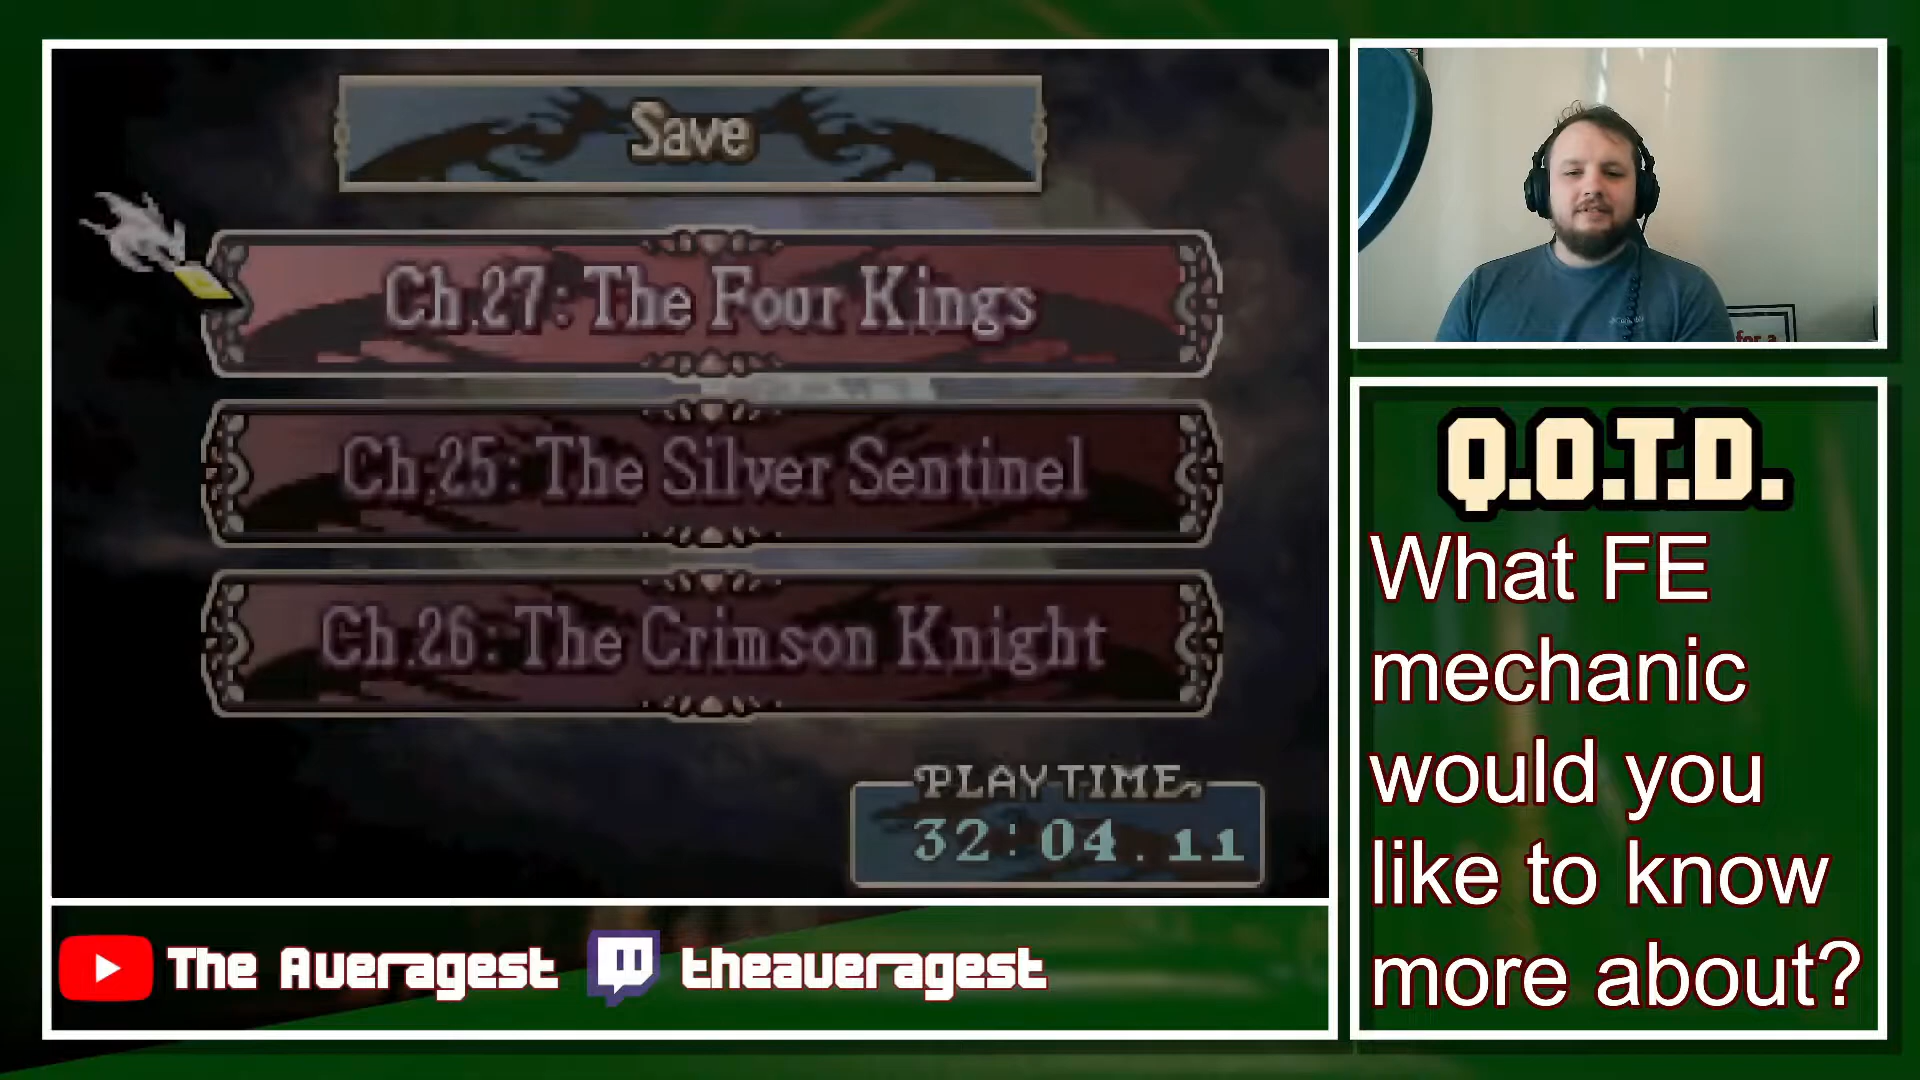 Save
Ch.27: The Four Kings
Ch.25: The Silver Sentinel
Ch.26: The Crimson Knight
PLAY TIME
32:04.11
The Averagest
theaveragest
for a
Q.O.T.D.
What FE
mechanic
would you
like to know
more about?